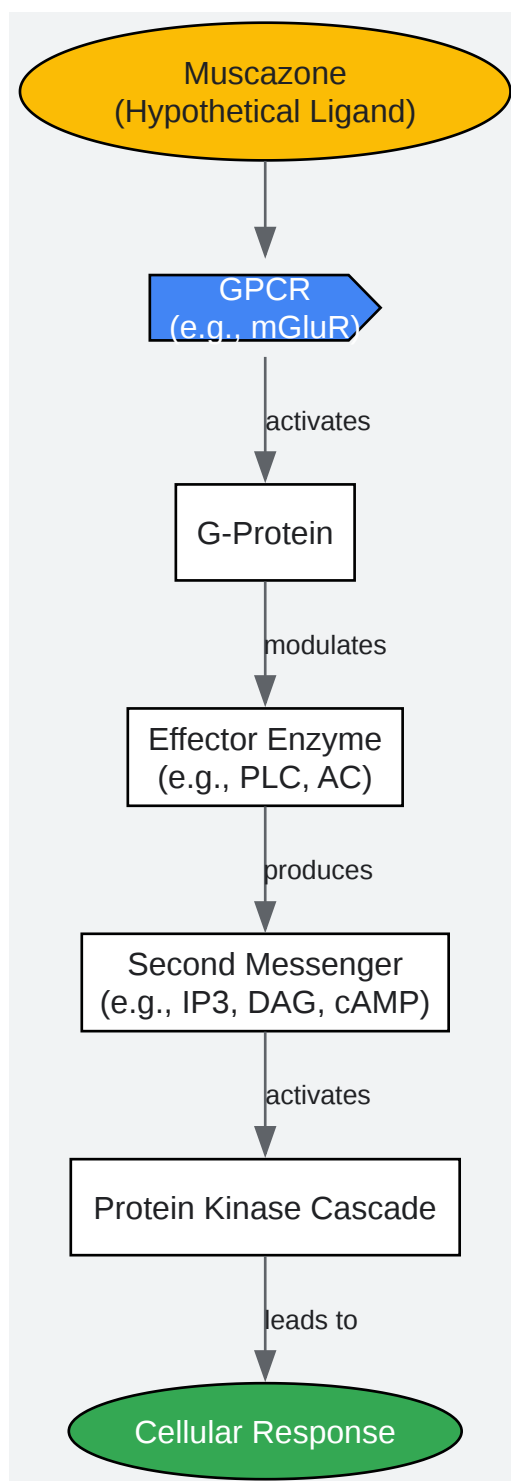 Muscazone
(Hypothetical Ligand)
GPCR
(e.g., mGluR)
activates
G-Protein
modulates
Effector Enzyme
(e.g., PLC, AC)
produces
Second Messenger
(e.g., IP3, DAG, cAMP)
activates
Protein Kinase Cascade
leads to
Cellular Response